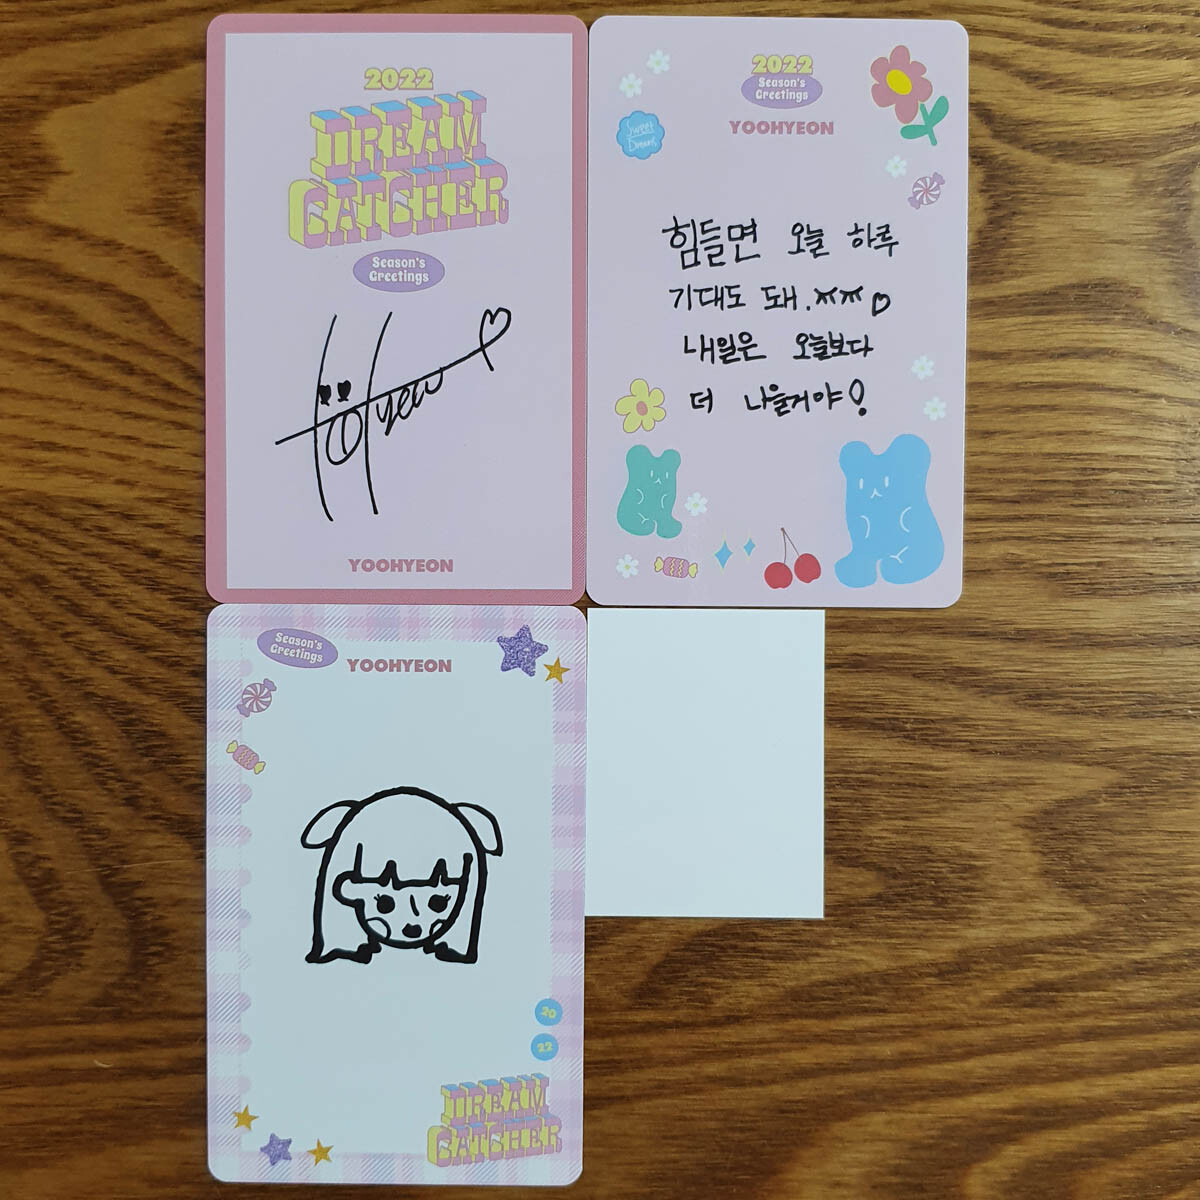 2022
DREAM
CATCHER
Season's
Greetings
YOOHYEON
2022
Season's
Greetings
YOOHYEON
Sweet
Dreams
힘들면 오늘 하루
기대도 돼. ㅠㅠ ♡
내일은 오늘보다
더 나을거야!
Season's
Greetings
YOOHYEON
20
22
DREAM
CATCHER